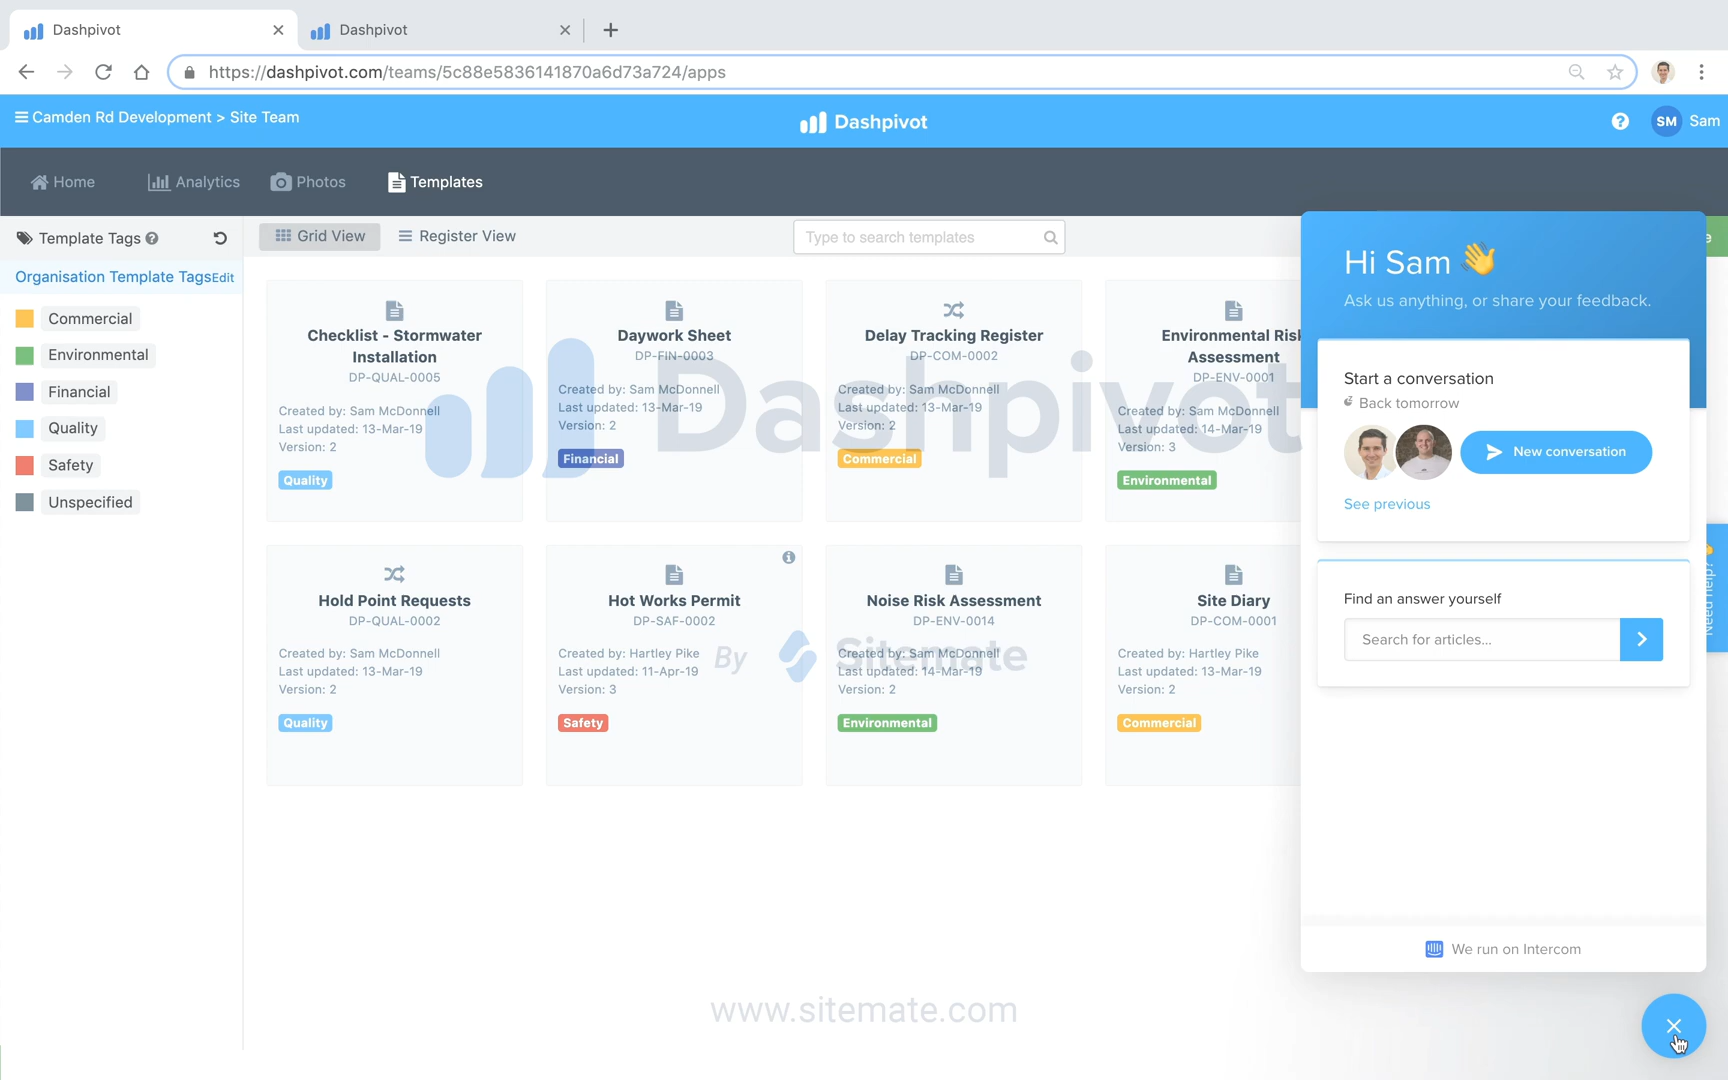 Dashpivot
Dashpivot
https://dashpivot.com/teams/5c88e5836141870a6d73a724/apps
Camden Rd Development > Site Team
Dashpivot
SM
Sam
Home
Analytics
Photos
Templates
Template Tags
Grid View
Register View
Type to search templates
Organisation Template Tags
Edit
Commercial
Environmental
Financial
Quality
Safety
Unspecified
Checklist - Stormwater
Installation
DP-QUAL-0005
Created by: Sam McDonnell
Last updated: 13-Mar-19
Version: 2
Quality
Daywork Sheet
DP-FIN-0003
Created by: Sam McDonnell
Last updated: 13-Mar-19
Version: 2
Financial
Delay Tracking Register
DP-COM-0002
Created by: Sam McDonnell
Last updated: 13-Mar-19
Version: 2
Commercial
Environmental Risk
Assessment
DP-ENV-0001
Created by: Sam McDonnell
Last updated: 14-Mar-19
Version: 3
Environmental
Dashpivot
Hold Point Requests
DP-QUAL-0002
Created by: Sam McDonnell
Last updated: 13-Mar-19
Version: 2
Quality
Hot Works Permit
DP-SAF-0002
Created by: Hartley Pike
Last updated: 11-Apr-19
Version: 3
Safety
Noise Risk Assessment
DP-ENV-0014
Created by: Sam McDonnell
Last updated: 14-Mar-19
Version: 2
Environmental
Site Diary
DP-COM-0001
Created by: Hartley Pike
Last updated: 13-Mar-19
Version: 2
Commercial
By Sitemate
Hi Sam 👋
Ask us anything, or share your feedback.
Start a conversation
Back tomorrow
New conversation
See previous
Find an answer yourself
Search for articles...
We run on Intercom
Need help?
www.sitemate.com